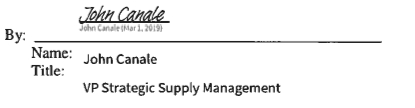 John Canale
John Canale (Mar 1, 2019)
By:
Name: John Canale
Title:
VP Strategic Supply Management